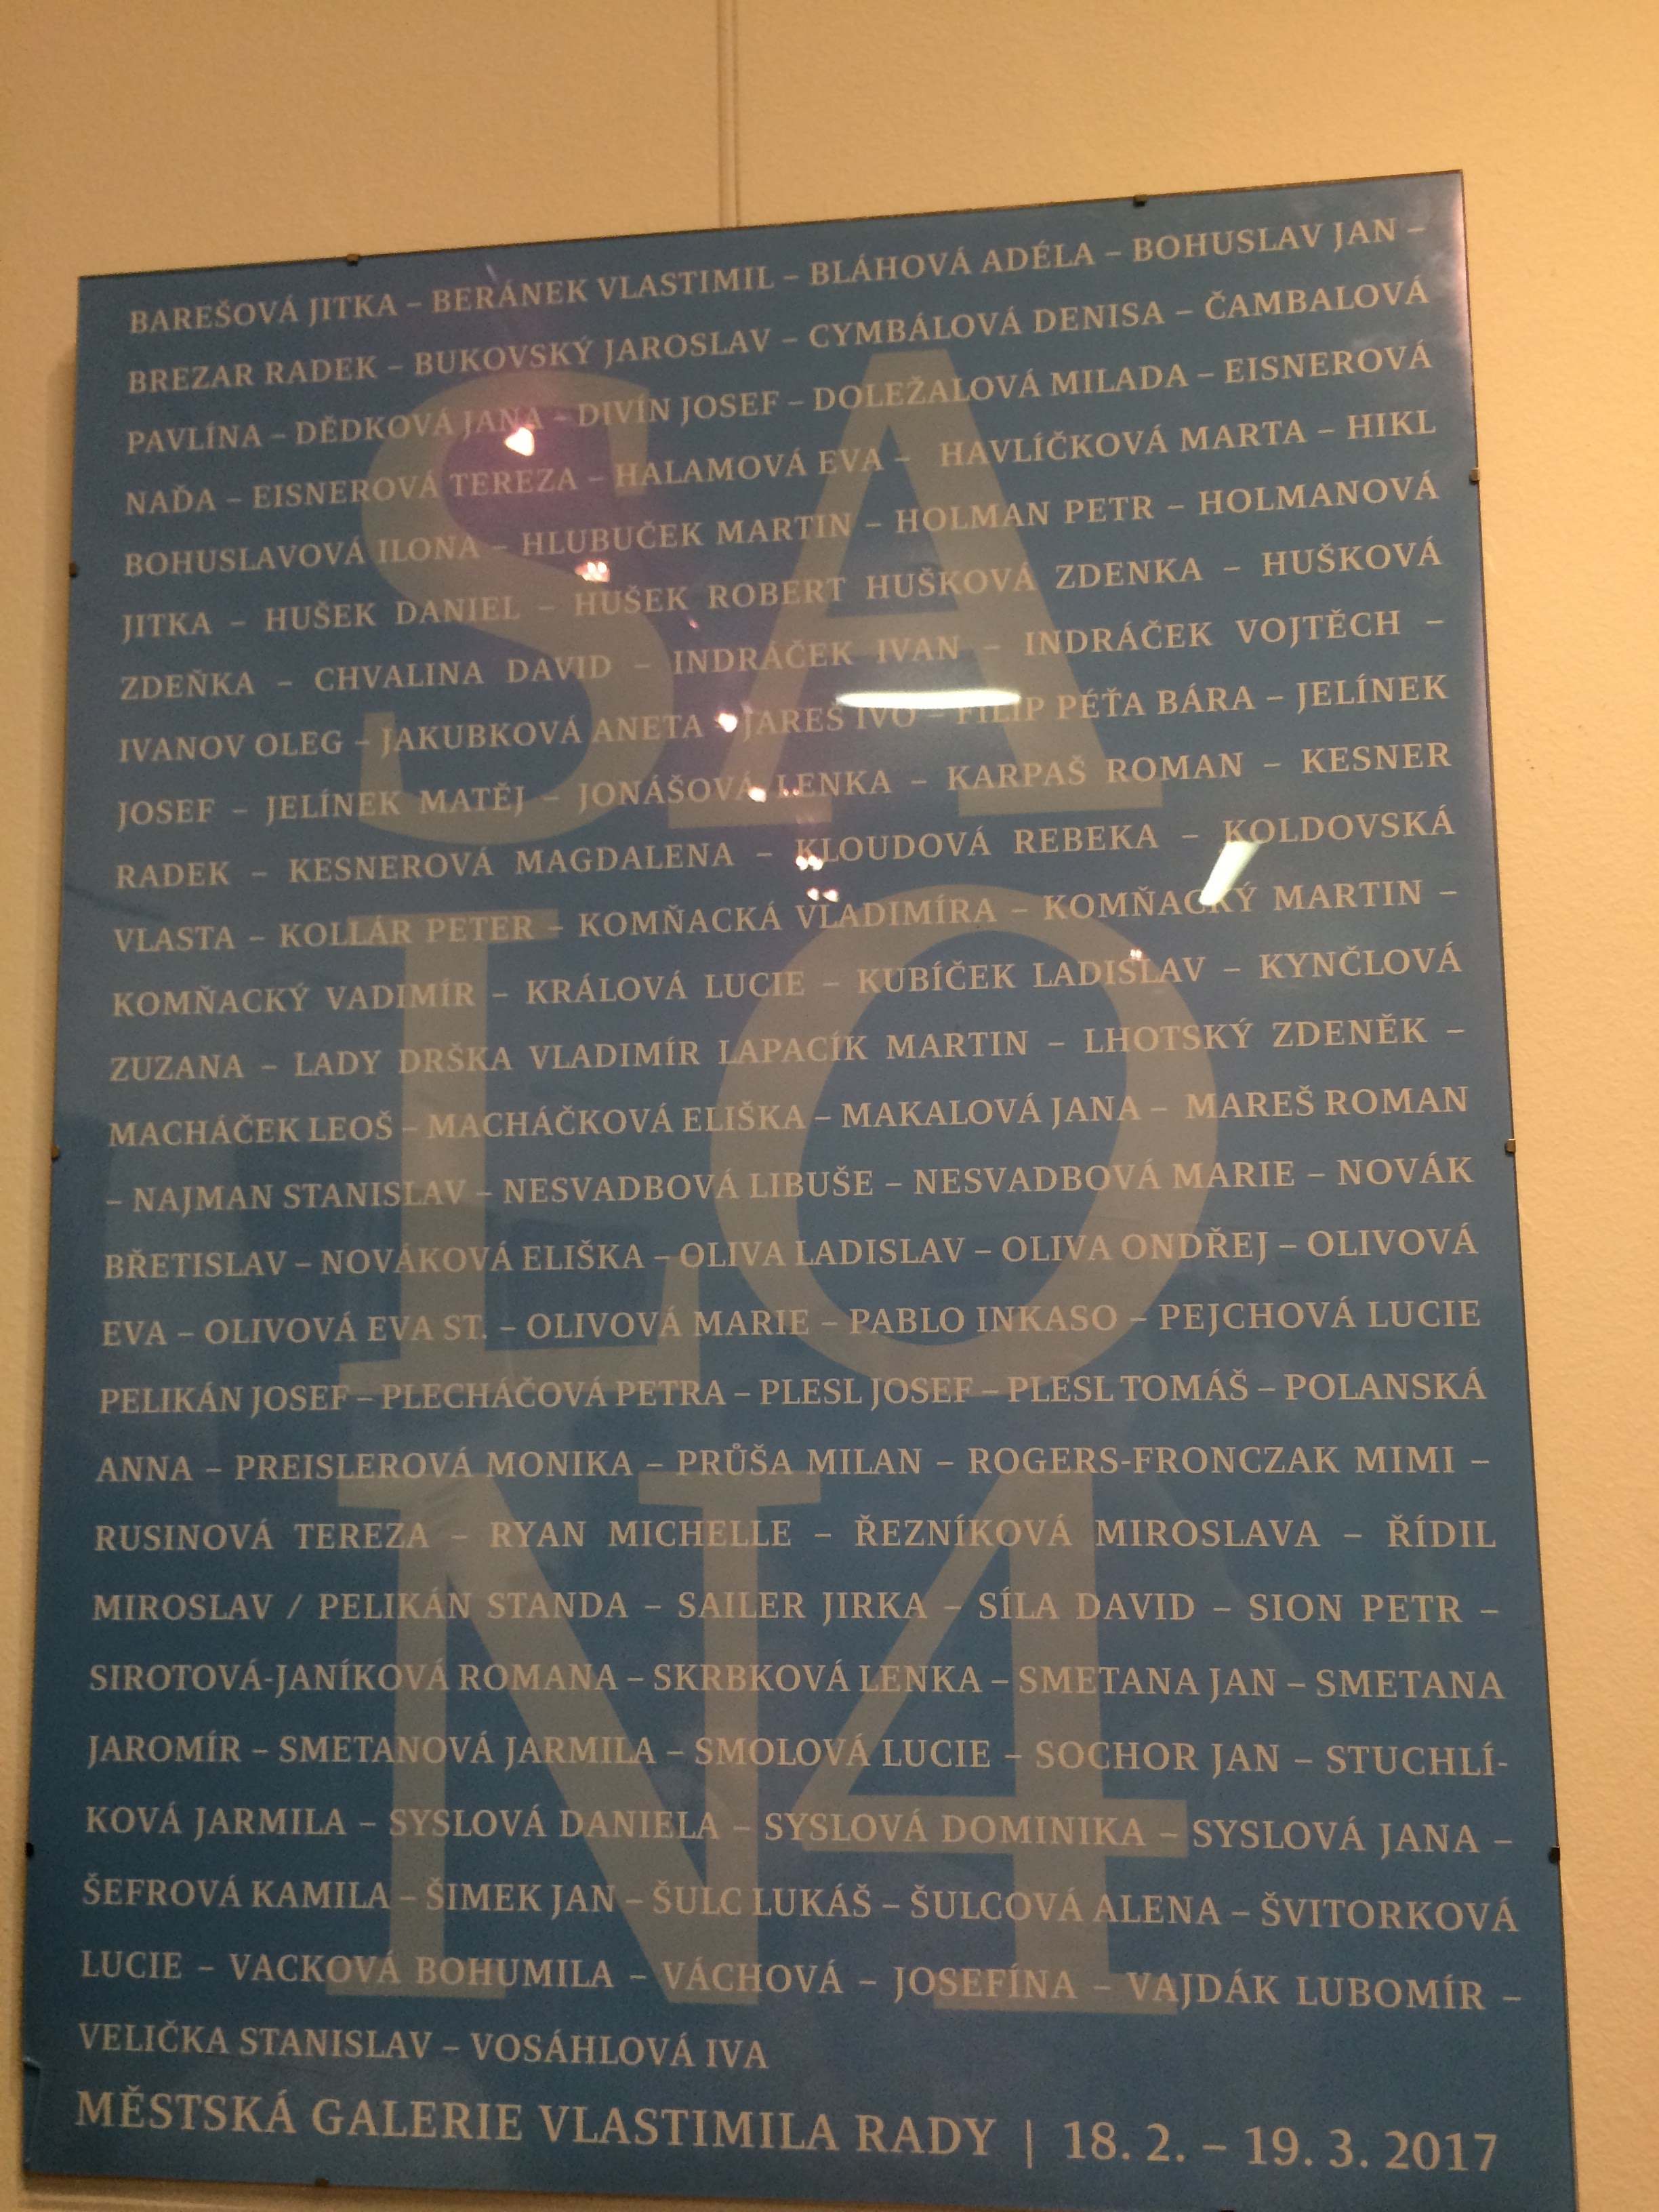 BAREŠOVÁ JITKA – BERÁNEK VLASTIMIL – BLÁHOVÁ ADÉLA – BOHUSLAV JAN –
BREZAR RADEK – BUKOVSKÝ JAROSLAV – CYMBÁLOVÁ DENISA – ČAMBALOVÁ
PAVLÍNA – DĚDKOVÁ JANA – DIVÍN JOSEF – DOLEŽALOVÁ MILADA – EISNEROVÁ
NAĎA – EISNEROVÁ TEREZA – HALAMOVÁ EVA – HAVLÍČKOVÁ MARTA – HIKL
BOHUSLAVOVÁ ILONA – HLUBUČEK MARTIN – HOLMAN PETR – HOLMANOVÁ
JITKA – HUŠEK DANIEL – HUŠEK ROBERT HUŠKOVÁ ZDENKA – HUŠKOVÁ
ZDEŇKA – CHVALINA DAVID – INDRÁČEK IVAN – INDRÁČEK VOJTĚCH –
IVANOV OLEG – JAKUBKOVÁ ANETA – JAREŠ IVO – FILIP PÉŤA BÁRA – JELÍNEK
JOSEF – JELÍNEK MATĚJ – JONÁŠOVÁ LENKA – KARPAŠ ROMAN – KESNER
RADEK – KESNEROVÁ MAGDALENA – KLOUDOVÁ REBEKA – KOLDOVSKÁ
VLASTA – KOLLÁR PETER – KOMŇACKÁ VLADIMÍRA – KOMŇACKÝ MARTIN –
KOMŇACKÝ VADIMÍR – KRÁLOVÁ LUCIE – KUBÍČEK LADISLAV – KYNČLOVÁ
ZUZANA – LADY DRŠKA VLADIMÍR LAPACÍK MARTIN – LHOTSKÝ ZDENĚK –
MACHÁČEK LEOŠ – MACHÁČKOVÁ ELIŠKA – MAKALOVÁ JANA – MAREŠ ROMAN
– NAJMAN STANISLAV – NESVADBOVÁ LIBUŠE – NESVADBOVÁ MARIE – NOVÁK
BŘETISLAV – NOVÁKOVÁ ELIŠKA – OLIVA LADISLAV – OLIVA ONDŘEJ – OLIVOVÁ
EVA – OLIVOVÁ EVA ST. – OLIVOVÁ MARIE – PABLO INKASO – PEJCHOVÁ LUCIE
PELIKÁN JOSEF – PLECHÁČOVÁ PETRA – PLESL JOSEF – PLESL TOMÁŠ – POLANSKÁ
ANNA – PREISLEROVÁ MONIKA – PRŮŠA MILAN – ROGERS-FRONCZAK MIMI –
RUSINOVÁ TEREZA – RYAN MICHELLE – ŘEZNÍKOVÁ MIROSLAVA – ŘÍDIL
MIROSLAV / PELIKÁN STANDA – SAILER JIRKA – SÍLA DAVID – SION PETR –
SIROTOVÁ-JANÍKOVÁ ROMANA – SKRBKOVÁ LENKA – SMETANA JAN – SMETANA
JAROMÍR – SMETANOVÁ JARMILA – SMOLOVÁ LUCIE – SOCHOR JAN – STUCHLÍ-
KOVÁ JARMILA – SYSLOVÁ DANIELA – SYSLOVÁ DOMINIKA – SYSLOVÁ JANA –
ŠEFROVÁ KAMILA – ŠIMEK JAN – ŠULC LUKÁŠ – ŠULCOVÁ ALENA – ŠVITORKOVÁ
LUCIE – VACKOVÁ BOHUMILA – VÁCHOVÁ – JOSEFÍNA – VAJDÁK LUBOMÍR –
VELIČKA STANISLAV – VOSÁHLOVÁ IVA
SA
LO
N4
MĚSTSKÁ GALERIE VLASTIMILA RADY | 18. 2. – 19. 3. 2017